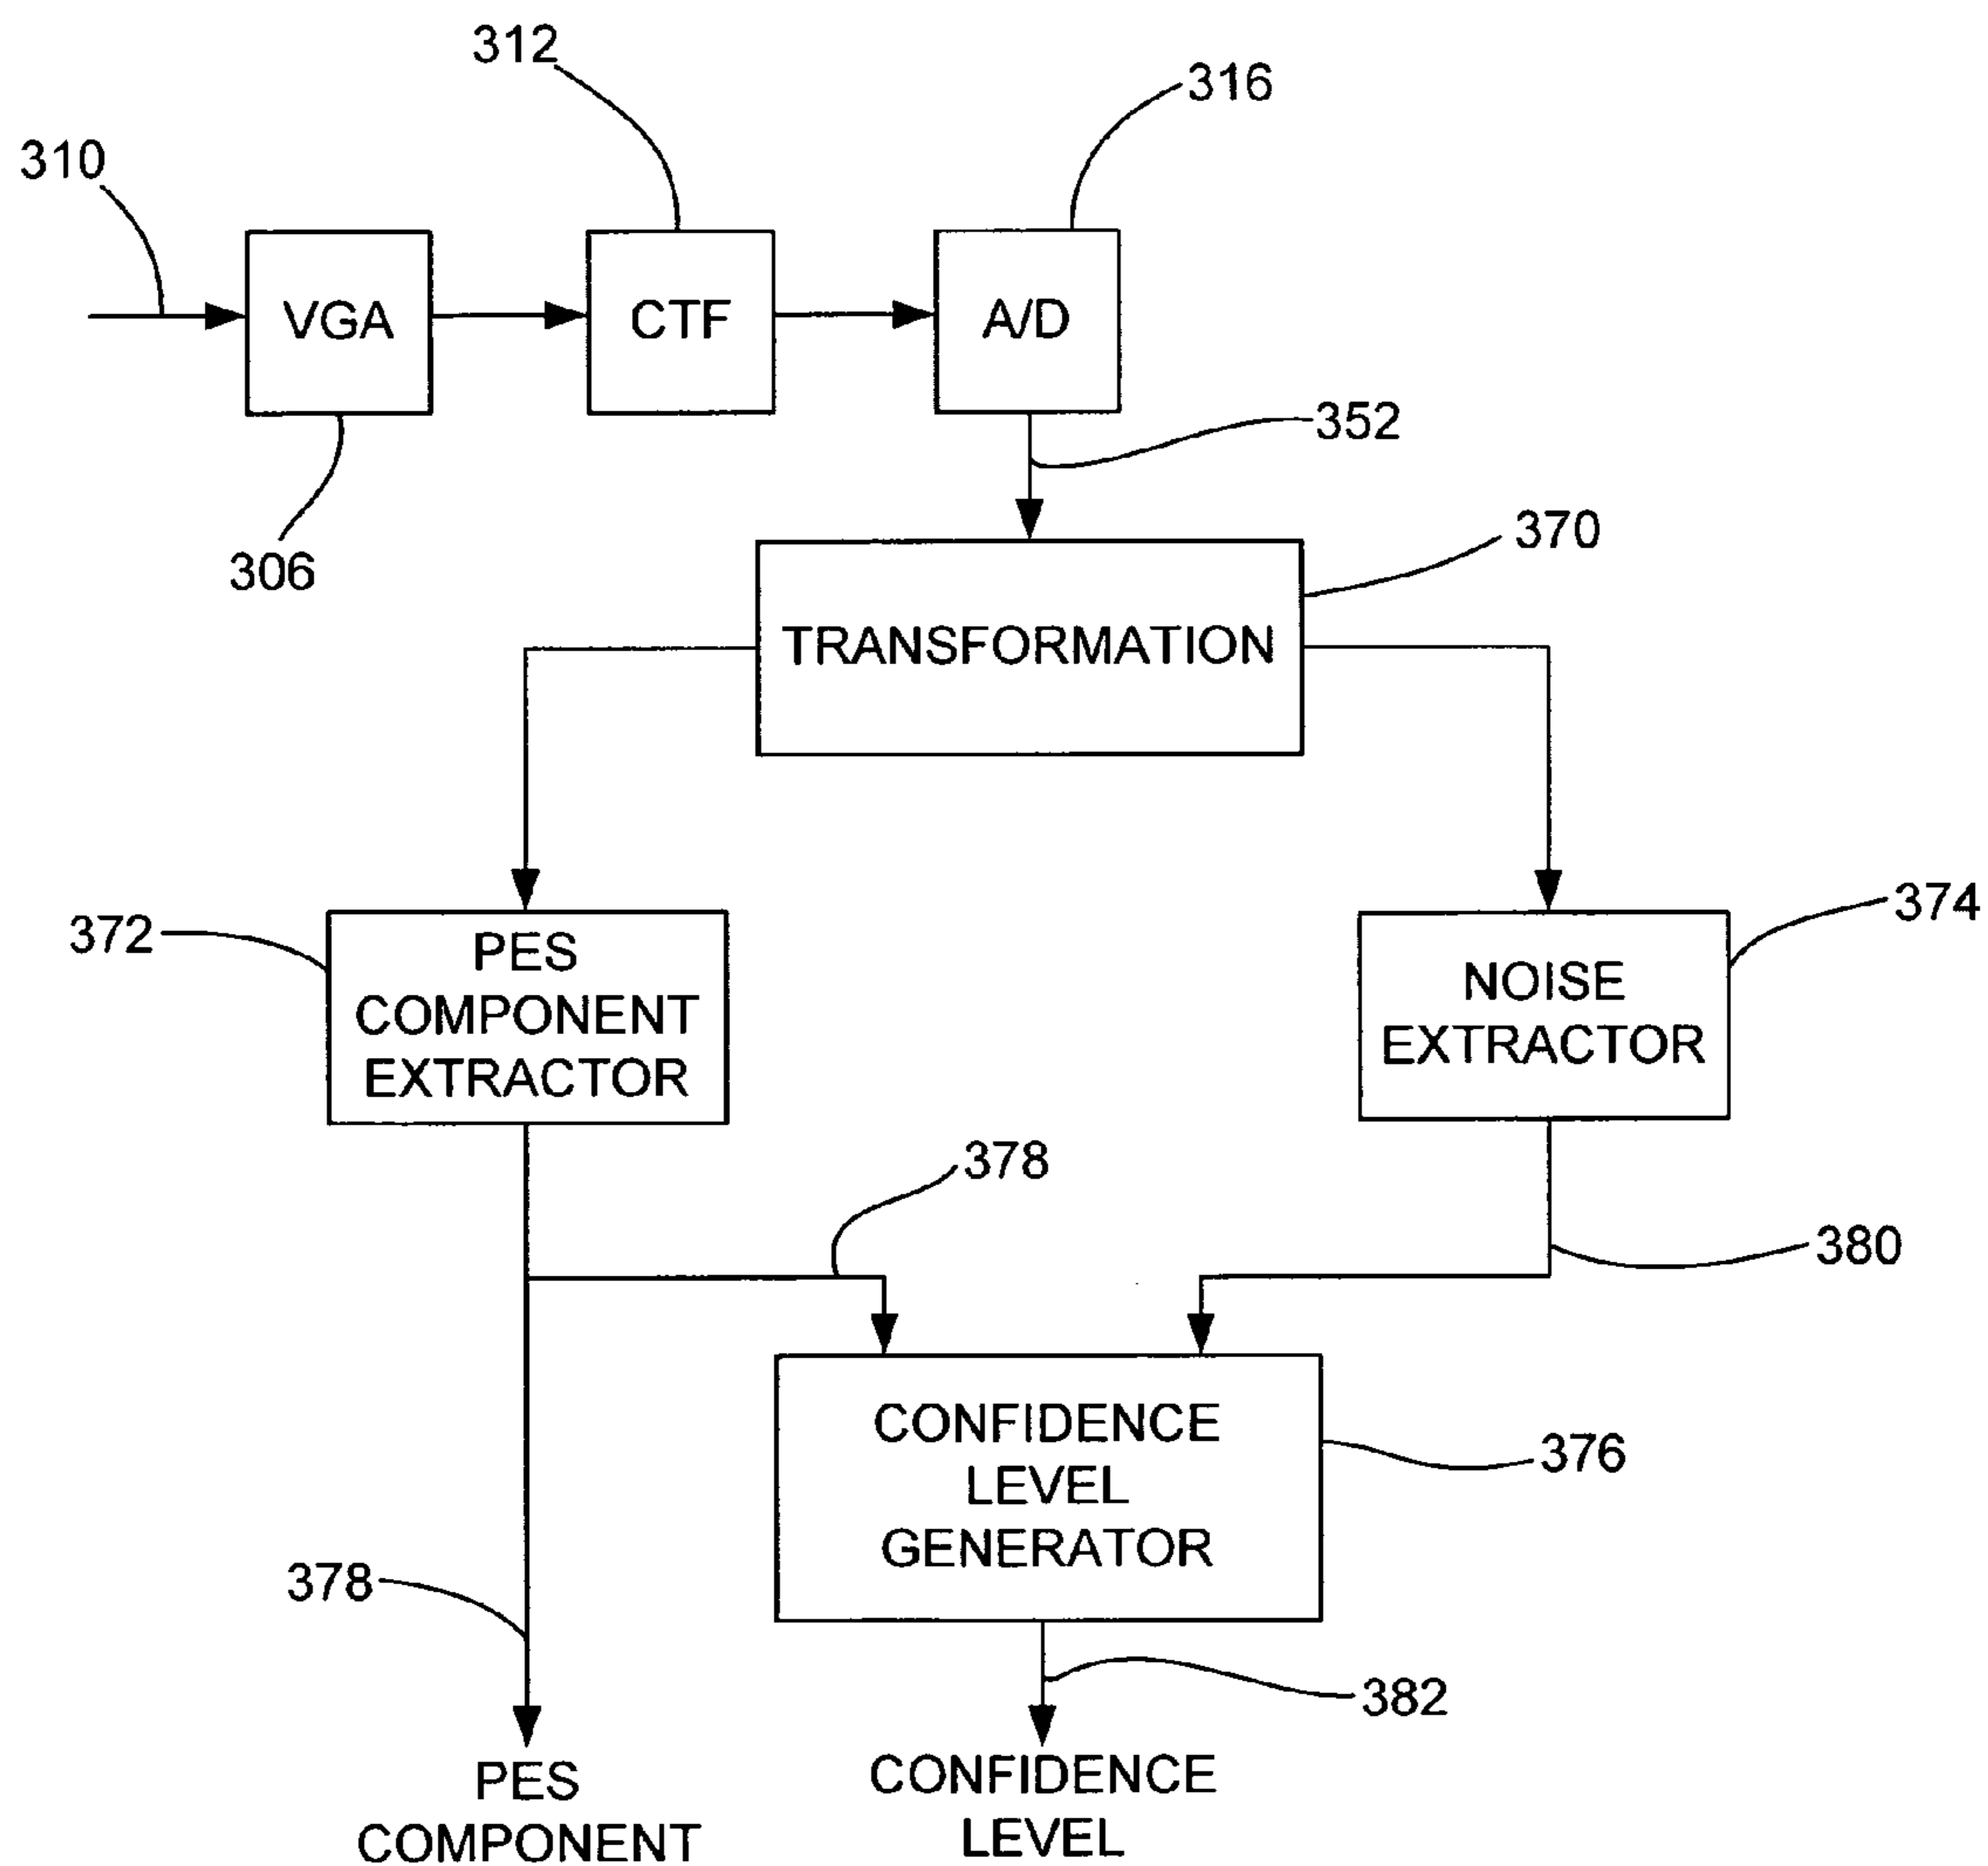 312
316
310
VGA
CTF
A/D
352
306
370
TRANSFORMATION
372
PES
COMPONENT
EXTRACTOR
374
NOISE
EXTRACTOR
378
380
CONFIDENCE
LEVEL
GENERATOR
376
378
382
PES
COMPONENT
CONFIDENCE
LEVEL